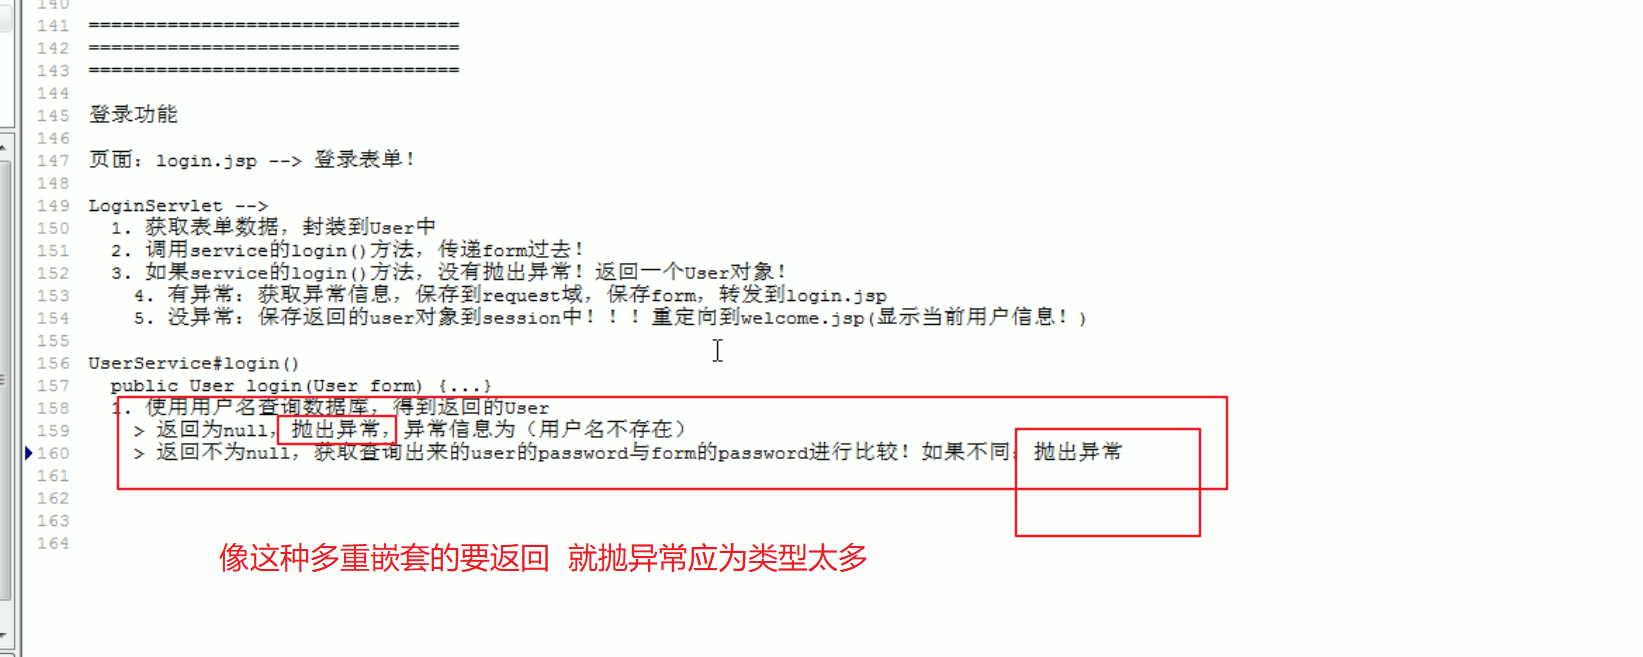 140
141 =================================
142 =================================
143 =================================
144
145 登录功能
146
147 页面：login.jsp --> 登录表单！
148
149 LoginServlet -->
150 1. 获取表单数据，封装到User中
151 2. 调用service的login()方法，传递form过去！
152 3. 如果service的login()方法，没有抛出异常！返回一个User对象！
153 4. 有异常：获取异常信息，保存到request域，保存form，转发到login.jsp
154 5. 没异常：保存返回的user对象到session中！！！重定向到welcome.jsp(显示当前用户信息！)
155
156 UserService#login()
157 public User login(User form) {...}
158 1. 使用用户名查询数据库，得到返回的User
159 > 返回为null，抛出异常，异常信息为（用户名不存在）
160 > 返回不为null，获取查询出来的user的password与form的password进行比较！如果不同：抛出异常
161
162
163
164
像这种多重嵌套的要返回 就抛异常应为类型太多